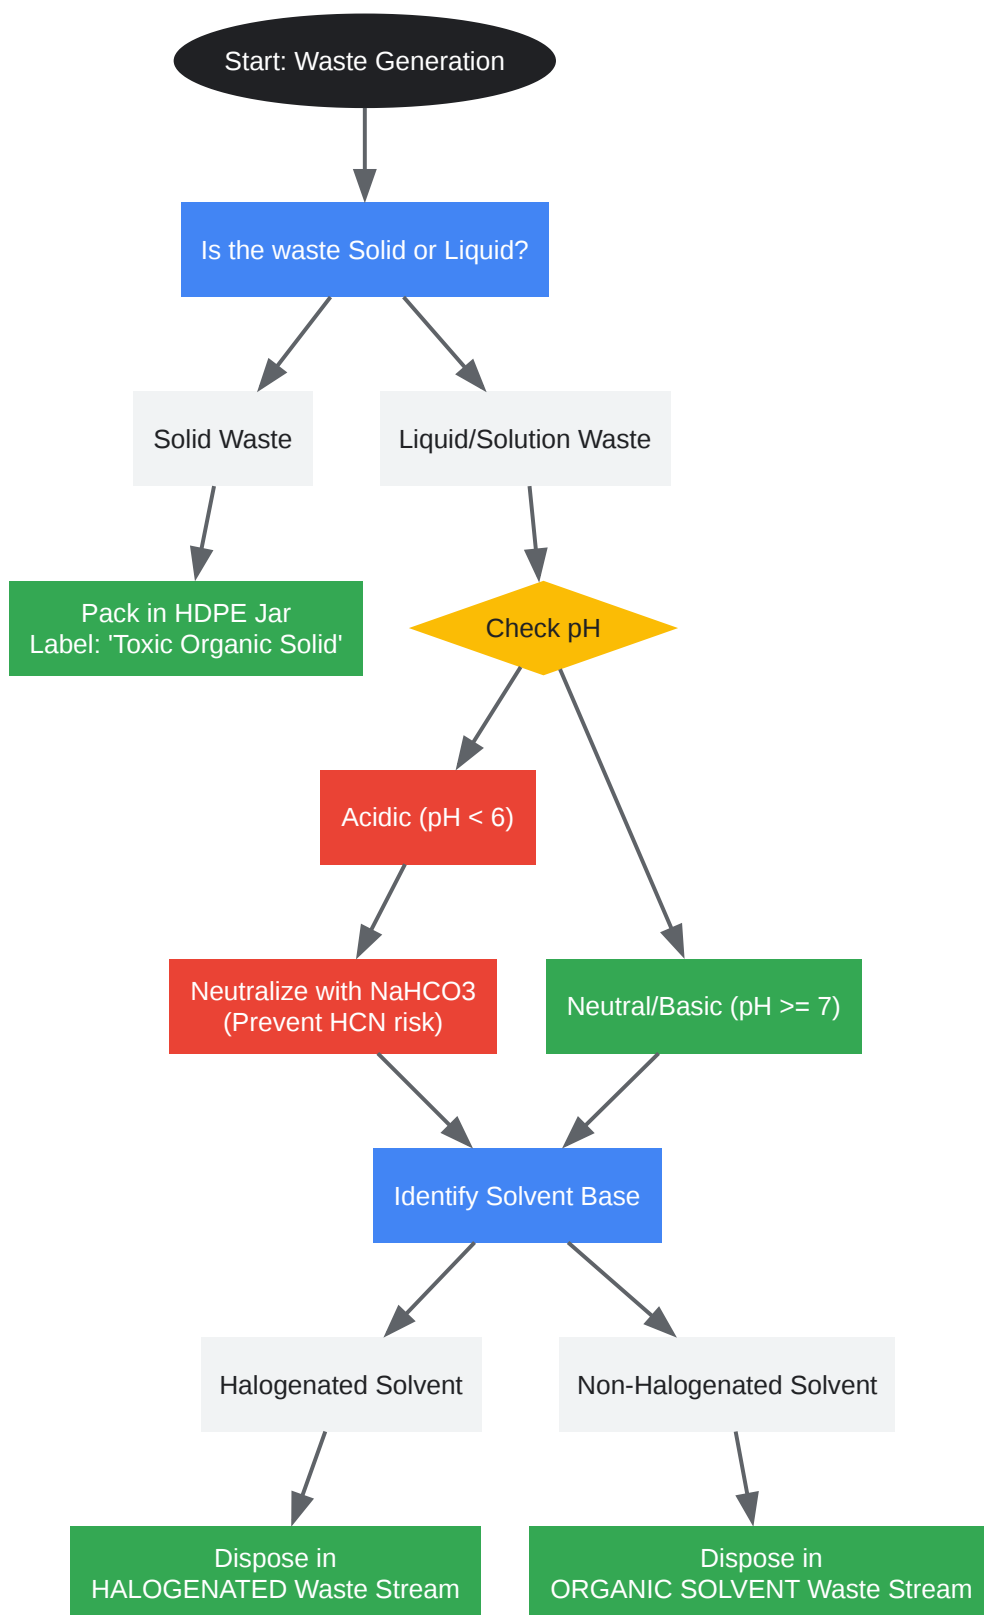 Start: Waste Generation
Is the waste Solid or Liquid?
Solid Waste
Liquid/Solution Waste
Pack in HDPE Jar
Label: 'Toxic Organic Solid'
Check pH
Acidic (pH < 6)
Neutralize with NaHCO3
(Prevent HCN risk)
Neutral/Basic (pH >= 7)
Identify Solvent Base
Halogenated Solvent
Non-Halogenated Solvent
Dispose in
HALOGENATED Waste Stream
Dispose in
ORGANIC SOLVENT Waste Stream